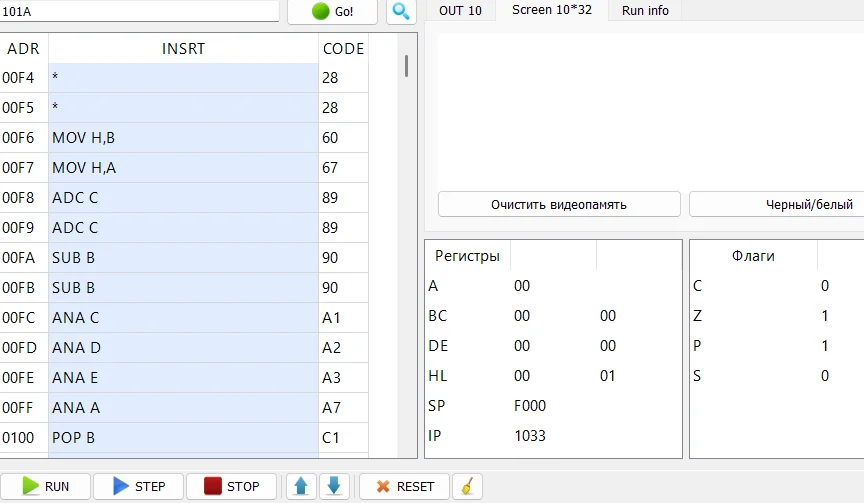 101A Go! OUT 10 Screen 10*32 Run info
ADR INSRT CODE
00F4 * 28
00F5 * 28
00F6 MOV H,B 60
00F7 MOV H,A 67
00F8 ADC C 89
00F9 ADC C 89
00FA SUB B 90
00FB SUB B 90
00FC ANA C A1
00FD ANA D A2
00FE ANA E A3
00FF ANA A A7
0100 POP B C1
Очистить видеопамять Черный/белый
Регистры
A 00
BC 00 00
DE 00 00
HL 00 01
SP F000
IP 1033
Флаги
C 0
Z 1
P 1
S 0
RUN STEP STOP RESET